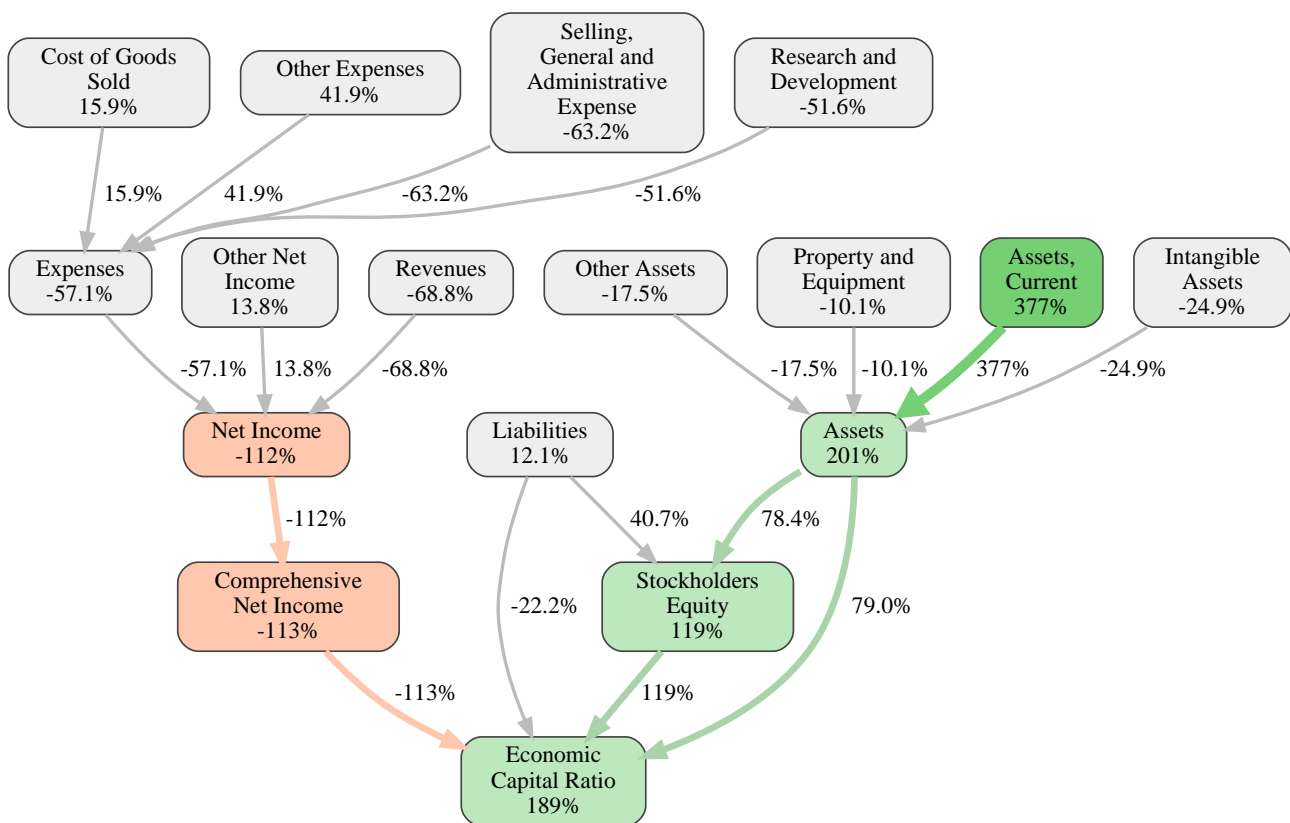 Cost of Goods
Sold
15.9%
Other Expenses
41.9%
Selling,
General and
Administrative
Expense
-63.2%
Research and
Development
-51.6%
15.9%
41.9%
-63.2%
-51.6%
Expenses
-57.1%
Other Net
Income
13.8%
Revenues
-68.8%
Other Assets
-17.5%
Property and
Equipment
-10.1%
Assets,
Current
377%
Intangible
Assets
-24.9%
-57.1%
13.8%
-68.8%
-17.5%
-10.1%
377%
-24.9%
Net Income
-112%
Liabilities
12.1%
Assets
201%
-112%
40.7%
78.4%
Comprehensive
Net Income
-113%
-22.2%
Stockholders
Equity
119%
79.0%
-113%
119%
Economic
Capital Ratio
189%